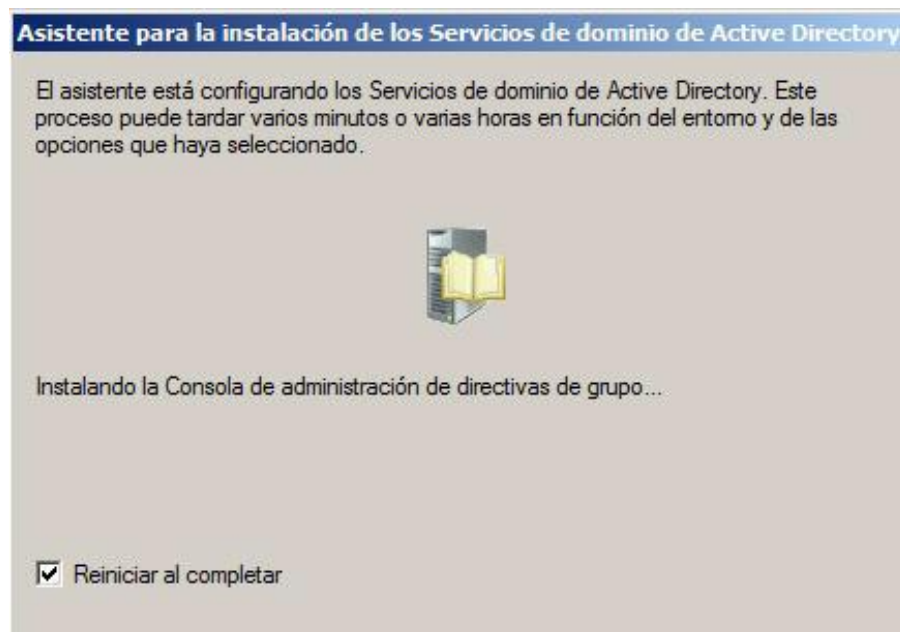 Asistente para la instalación de los Servicios de dominio de Active Directory
El asistente está configurando los Servicios de dominio de Active Directory. Este
proceso puede tardar varios minutos o varias horas en función del entorno y de las
opciones que haya seleccionado.
Instalando la Consola de administración de directivas de grupo...
Reiniciar al completar